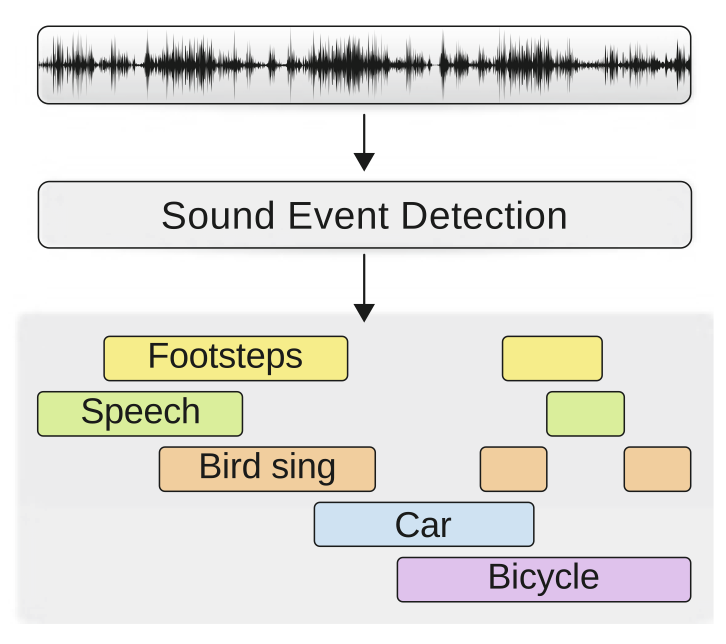 Sound Event Detection
Footsteps
Speech
Bird sing
Car
Bicycle